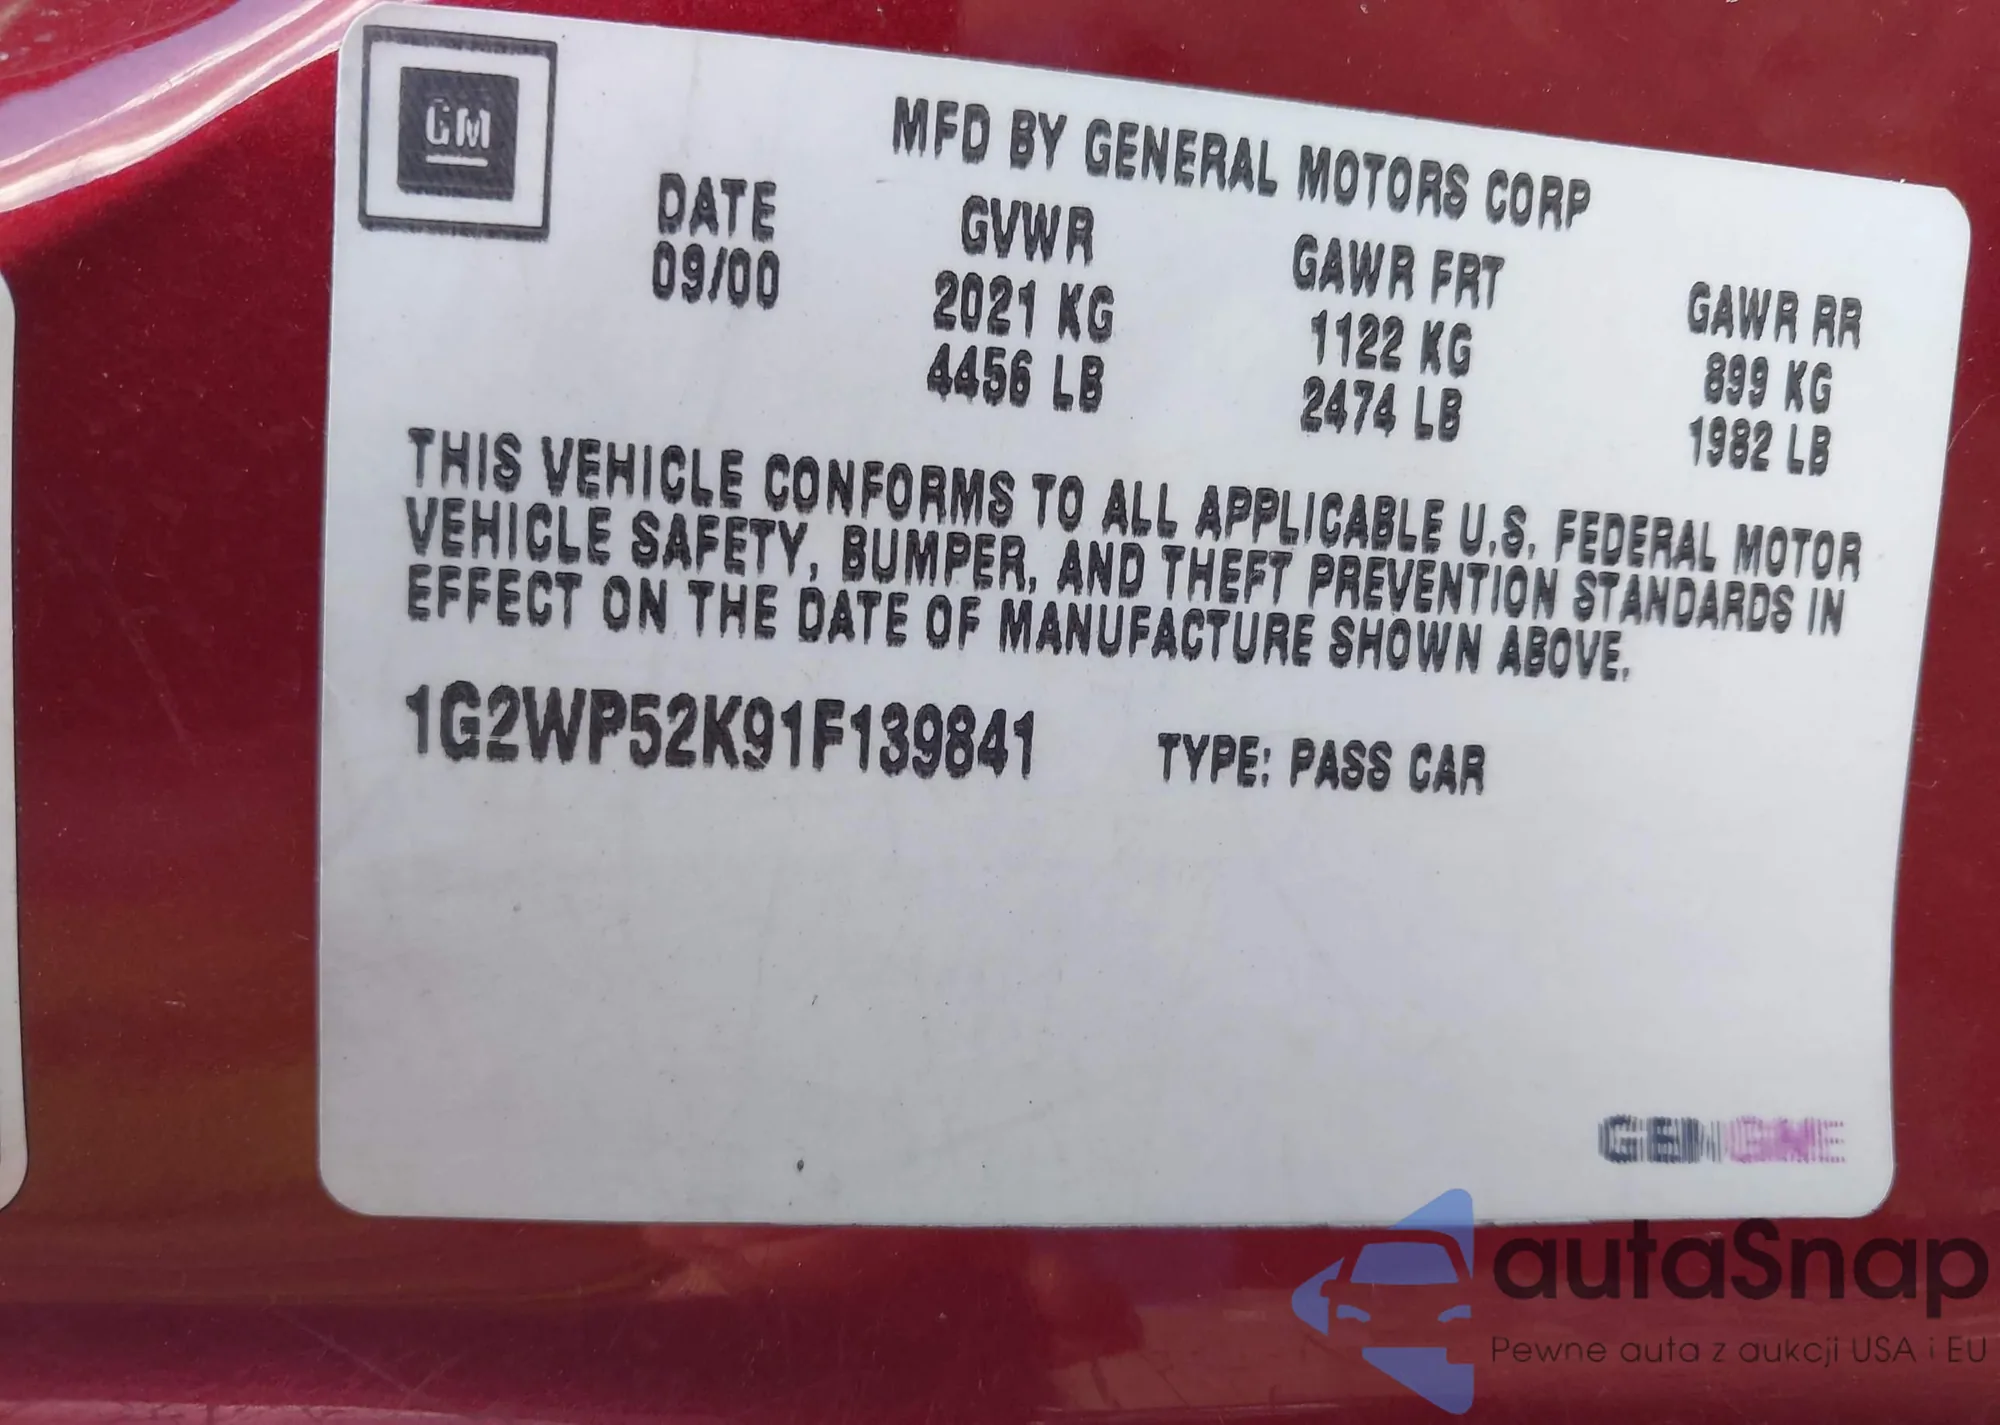 GM
MFD BY GENERAL MOTORS CORP
DATE GVWR GAWR FRT GAWR RR
09/00 2021 KG 1122 KG 899 KG
4456 LB 2474 LB 1982 LB
THIS VEHICLE CONFORMS TO ALL APPLICABLE U.S. FEDERAL MOTOR
VEHICLE SAFETY, BUMPER, AND THEFT PREVENTION STANDARDS IN
EFFECT ON THE DATE OF MANUFACTURE SHOWN ABOVE.
1G2WP52K91F139841 TYPE: PASS CAR
autaSnap
Pewne auta z aukcji USA i EU